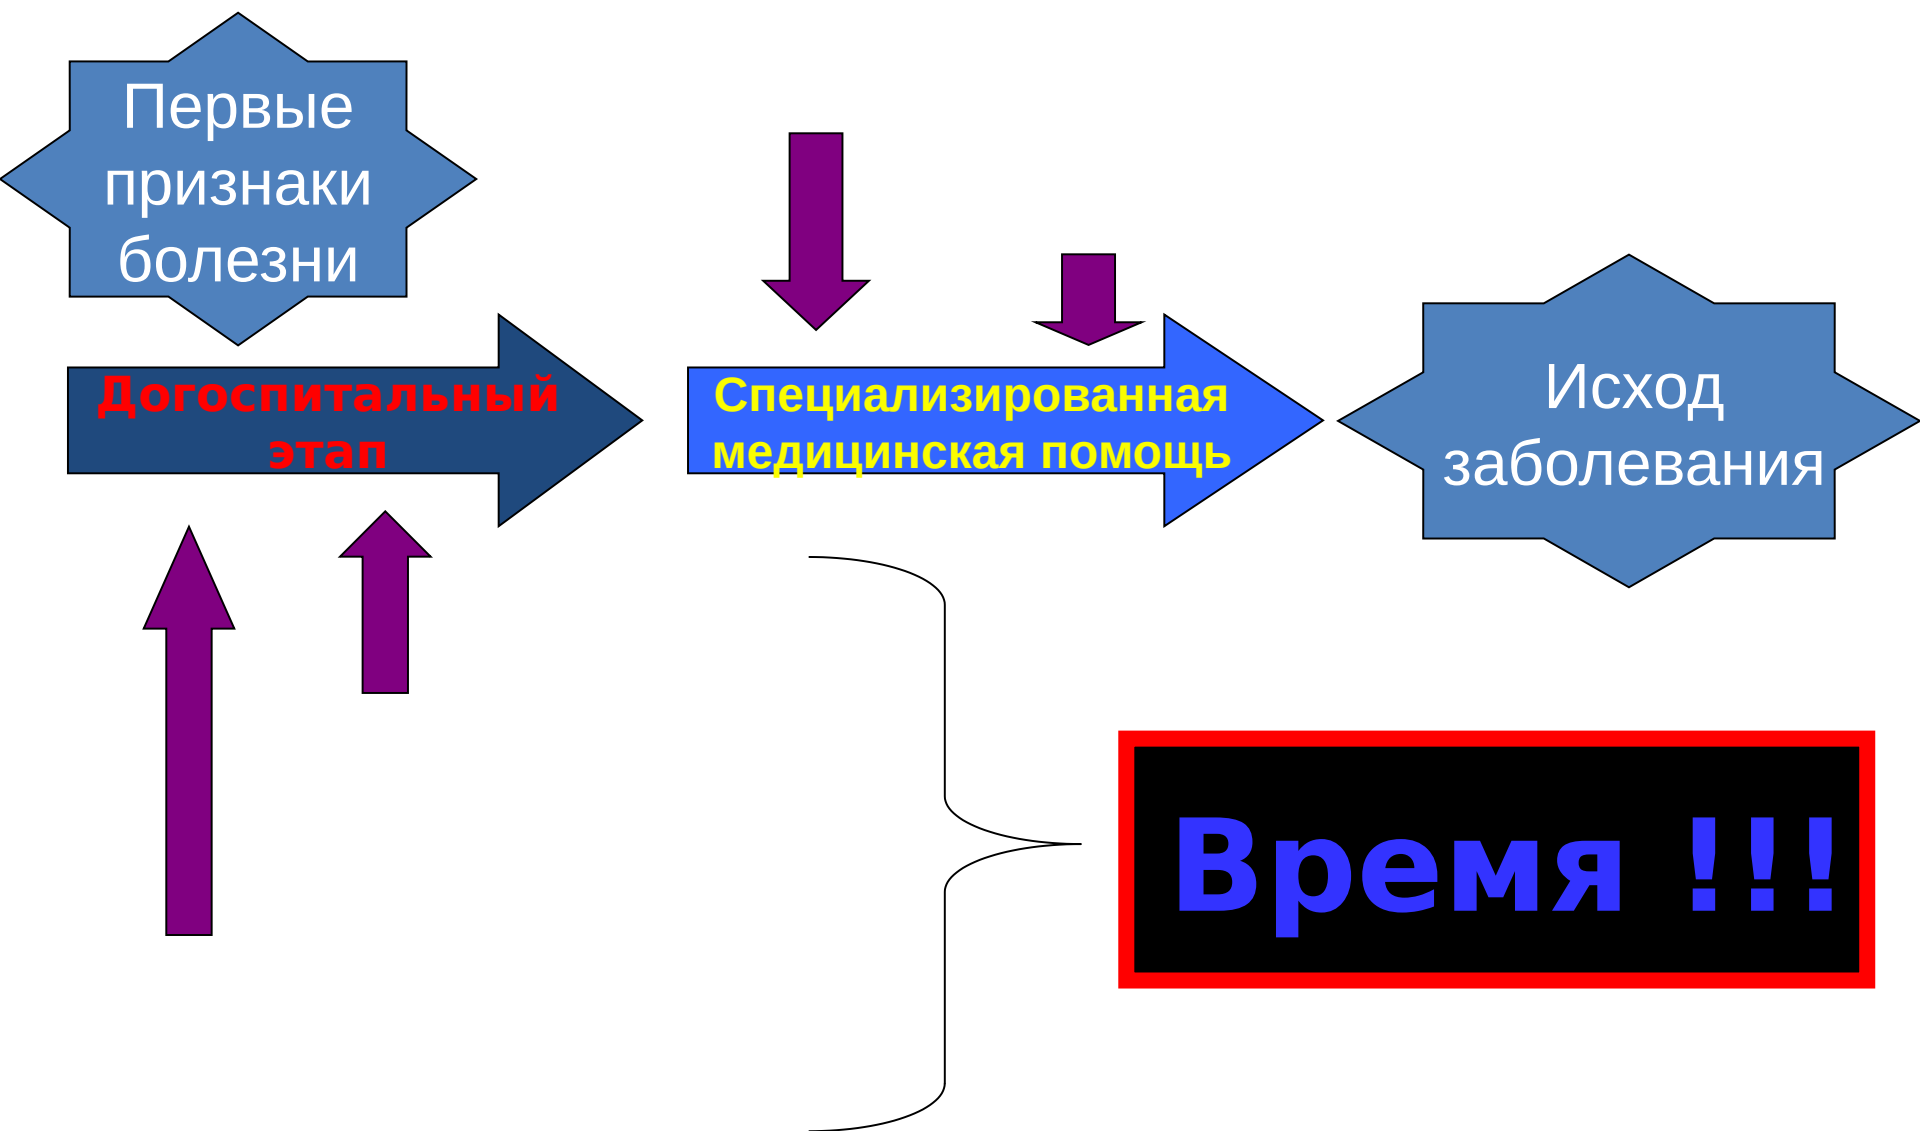 Первые
признаки
болезни
Догоспитальный
этап
Специализированная
медицинская помощь
Исход
заболевания
Время !!!